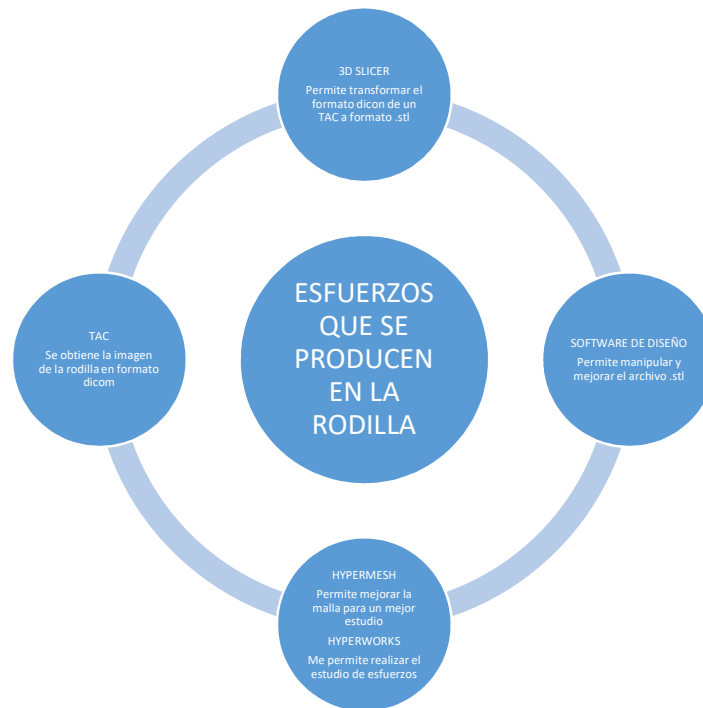 3D SLICER
Permite transformar el
formato dicon de un
TAC a formato .stl
ESFUERZOS
QUE SE
PRODUCEN
EN LA
RODILLA
TAC
Se obtiene la imagen
de la rodilla en formato
dicom
SOFTWARE DE DISEÑO
Permite manipular y
mejorar el archivo .stl
HYPERMESH
Permite mejorar la
malla para un mejor
estudio
HYPERWORKS
Me permite realizar el
estudio de esfuerzos